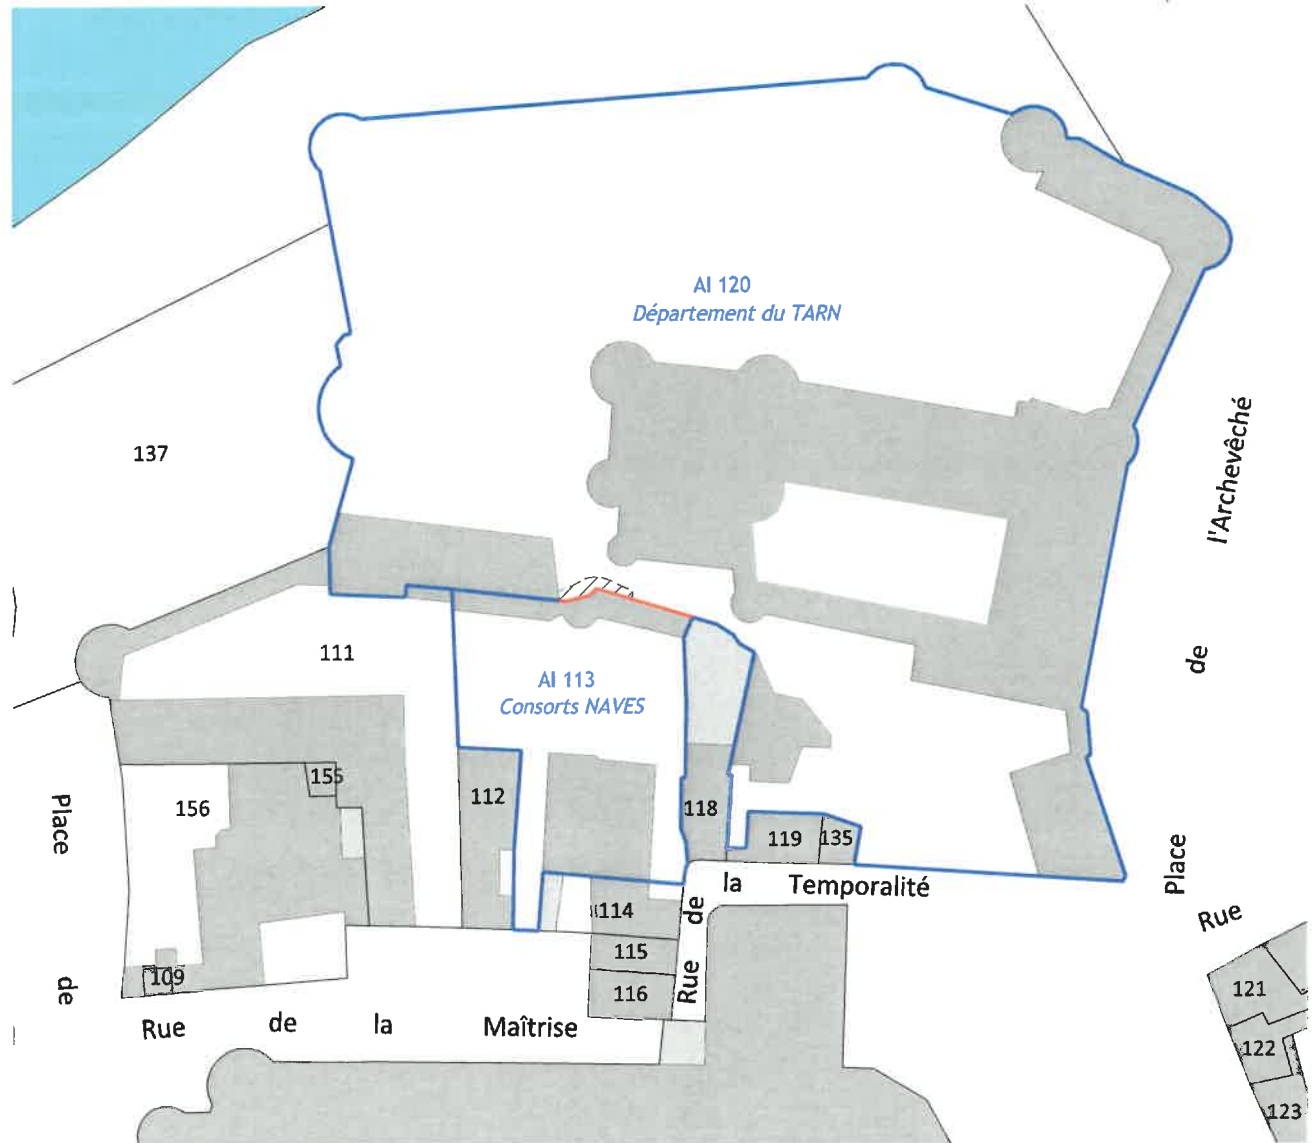 AI 120
Département du TARN
l'Archevêché
137
111
de
AI 113
Consorts NAVES
155
112
156
118
Place
119
135
Place
la
Temporalité
114
de
Rue
115
109
de
116
Rue
121
Rue
de
la
Maîtrise
122
123